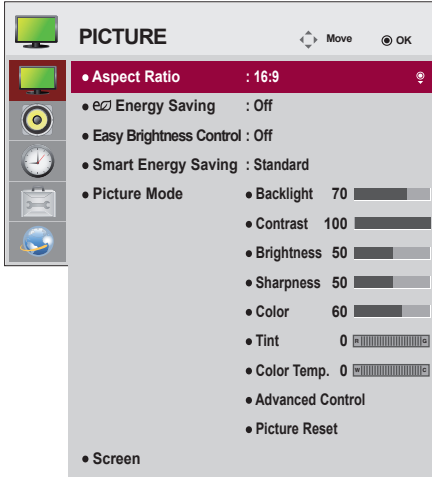 PICTURE Move OK
• Aspect Ratio : 16:9
• eco Energy Saving : Off
• Easy Brightness Control : Off
• Smart Energy Saving : Standard
• Picture Mode • Backlight 70
• Contrast 100
• Brightness 50
• Sharpness 50
• Color 60
• Tint 0 R G
• Color Temp. 0 W C
• Advanced Control
• Picture Reset
• Screen